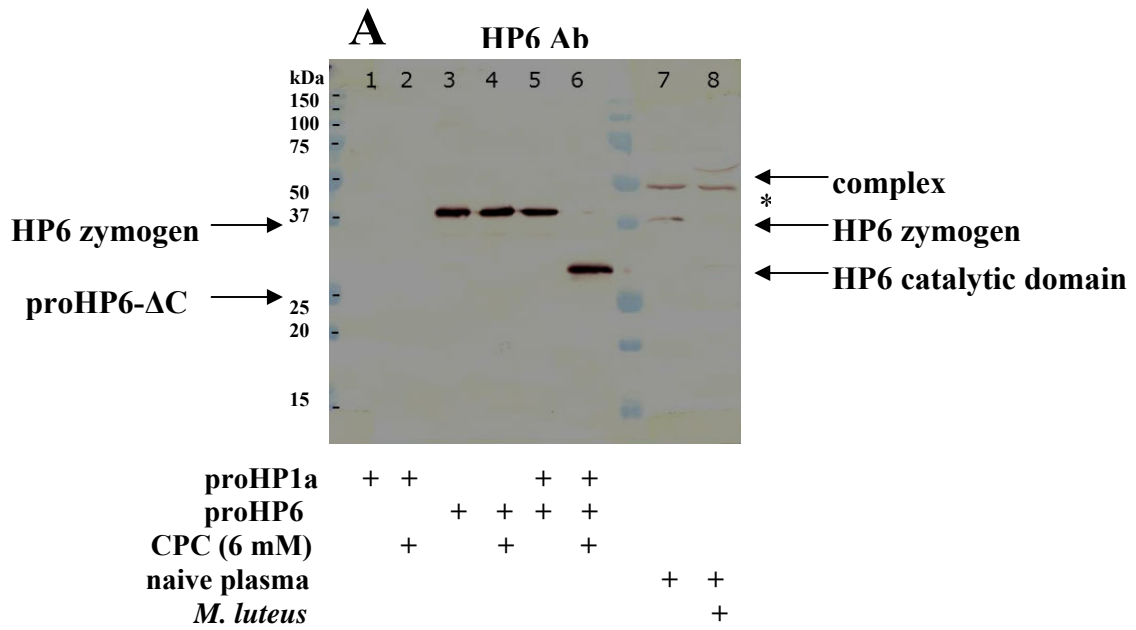 A
HP6 Ab
kDa 1 2 3 4 5 6 7 8
150
100
75
50
37
25
20
15
HP6 zymogen
proHP6-ΔC
complex
*
HP6 zymogen
HP6 catalytic domain
proHP1a + + + +
proHP6 + + + +
CPC (6 mM) + + +
naive plasma + +
M. luteus +